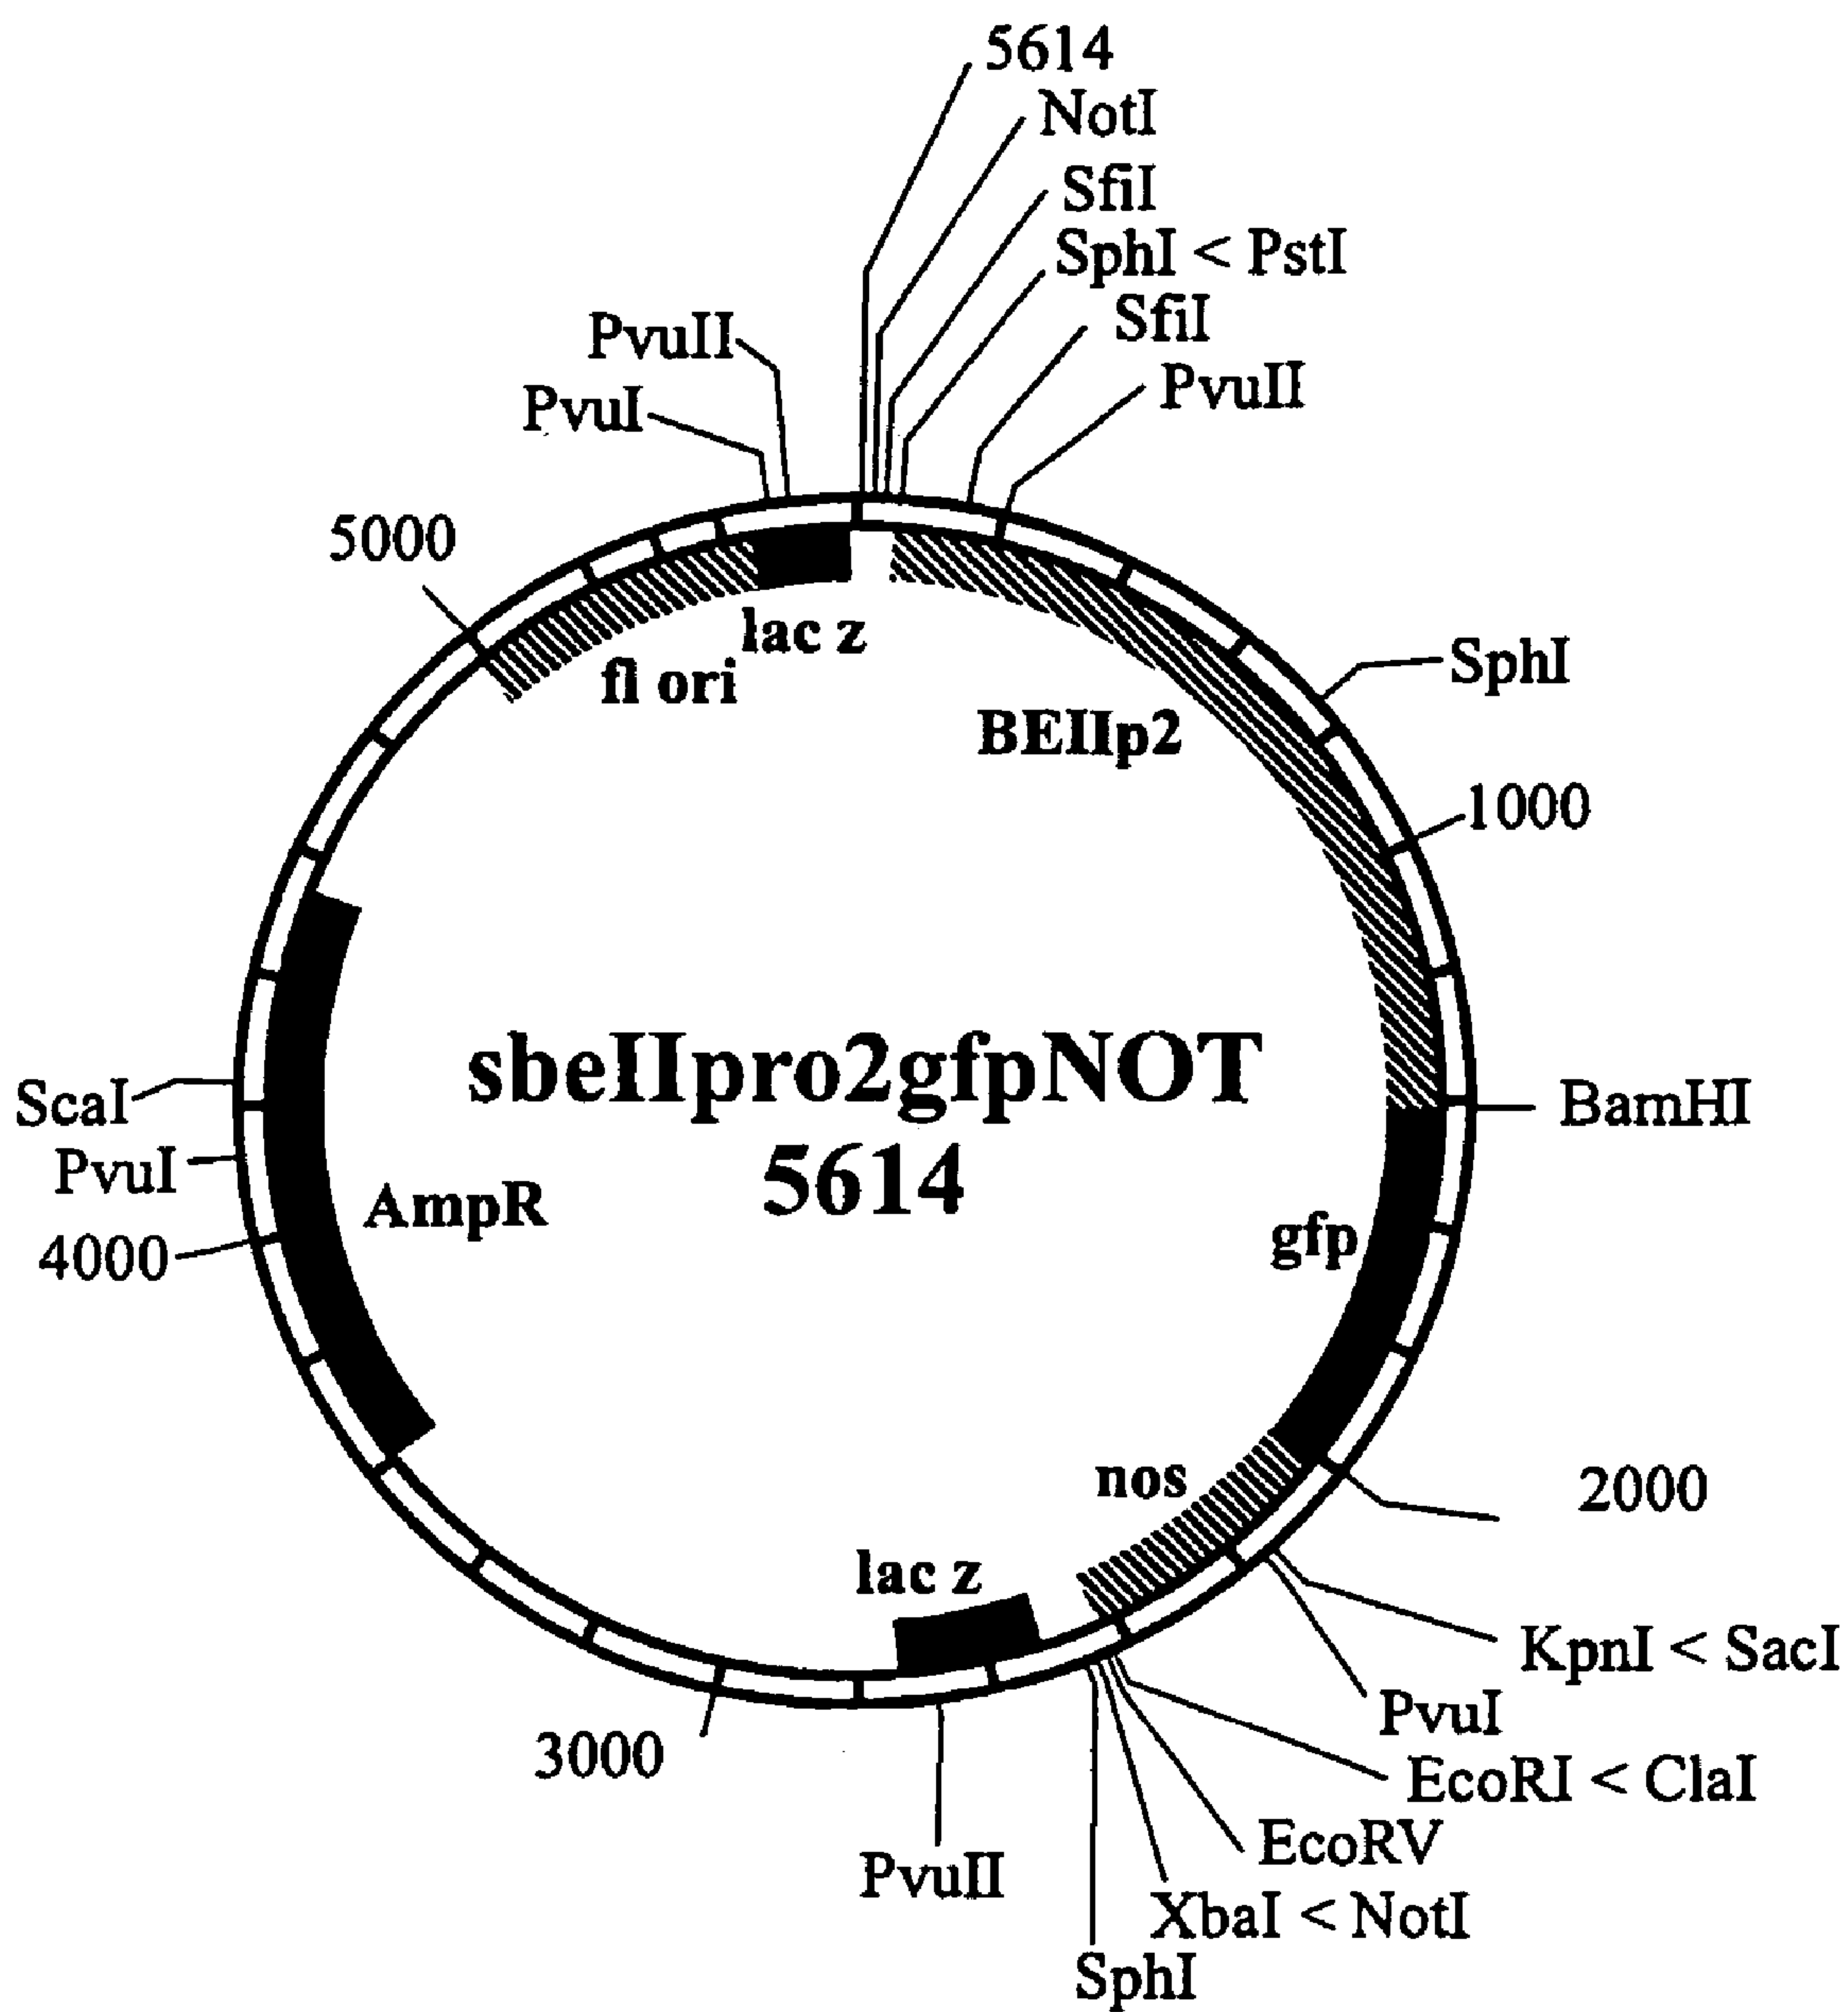 5614
NotI
SfiI
SphI < PstI
SfiI
PvuII
PvuII
PvuI
5000
lac z
fl ori
BEIIp2
SphI
1000
sbeIIpro2gfpNOT
5614
ScaI
BamHI
PvuI
AmpR
4000
gfp
nos
2000
lac z
KpnI < SacI
PvuI
3000
EcoRI < ClaI
EcoRV
PvuII
XbaI < NotI
SphI